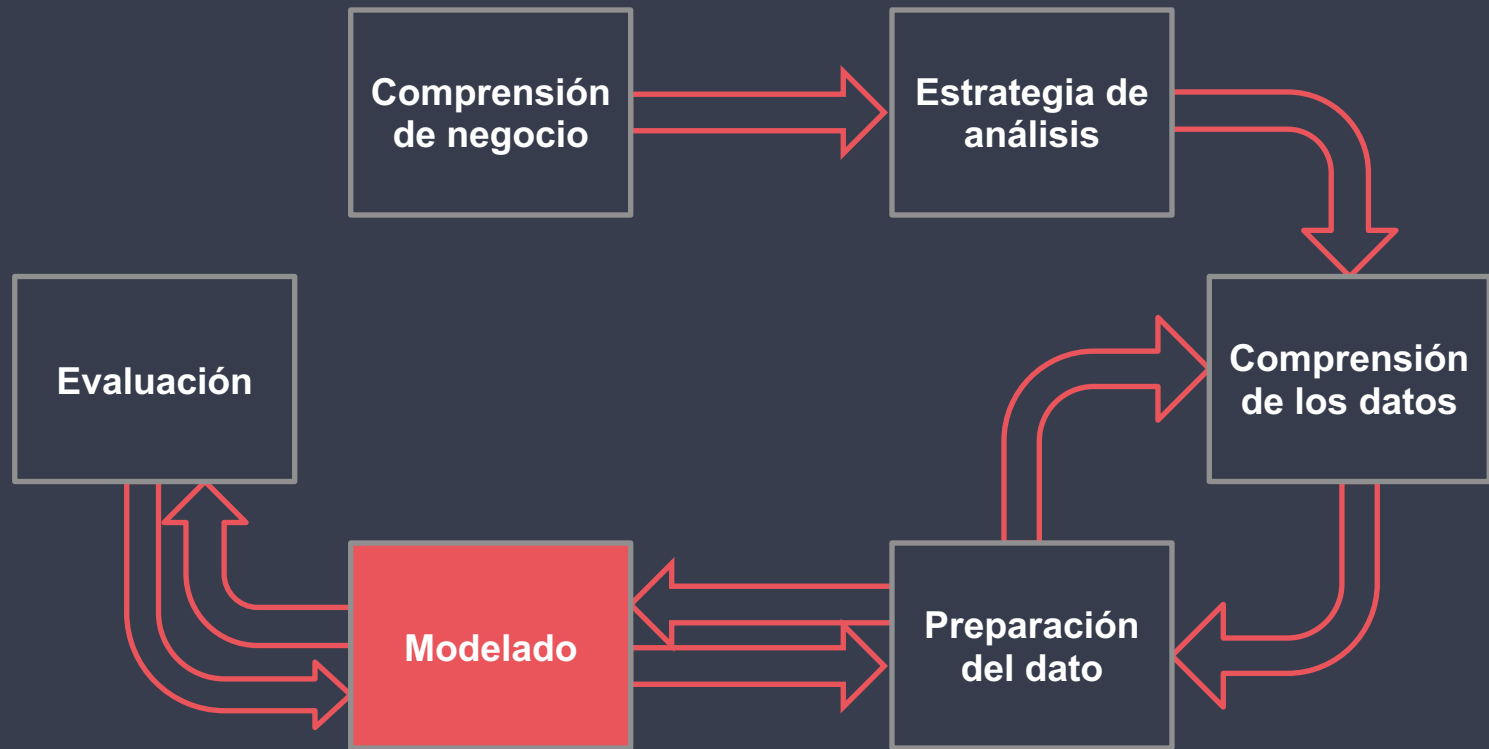 Comprensión
de negocio
Estrategia de
análisis
Evaluación
Comprensión
de los datos
Modelado
Preparación
del dato